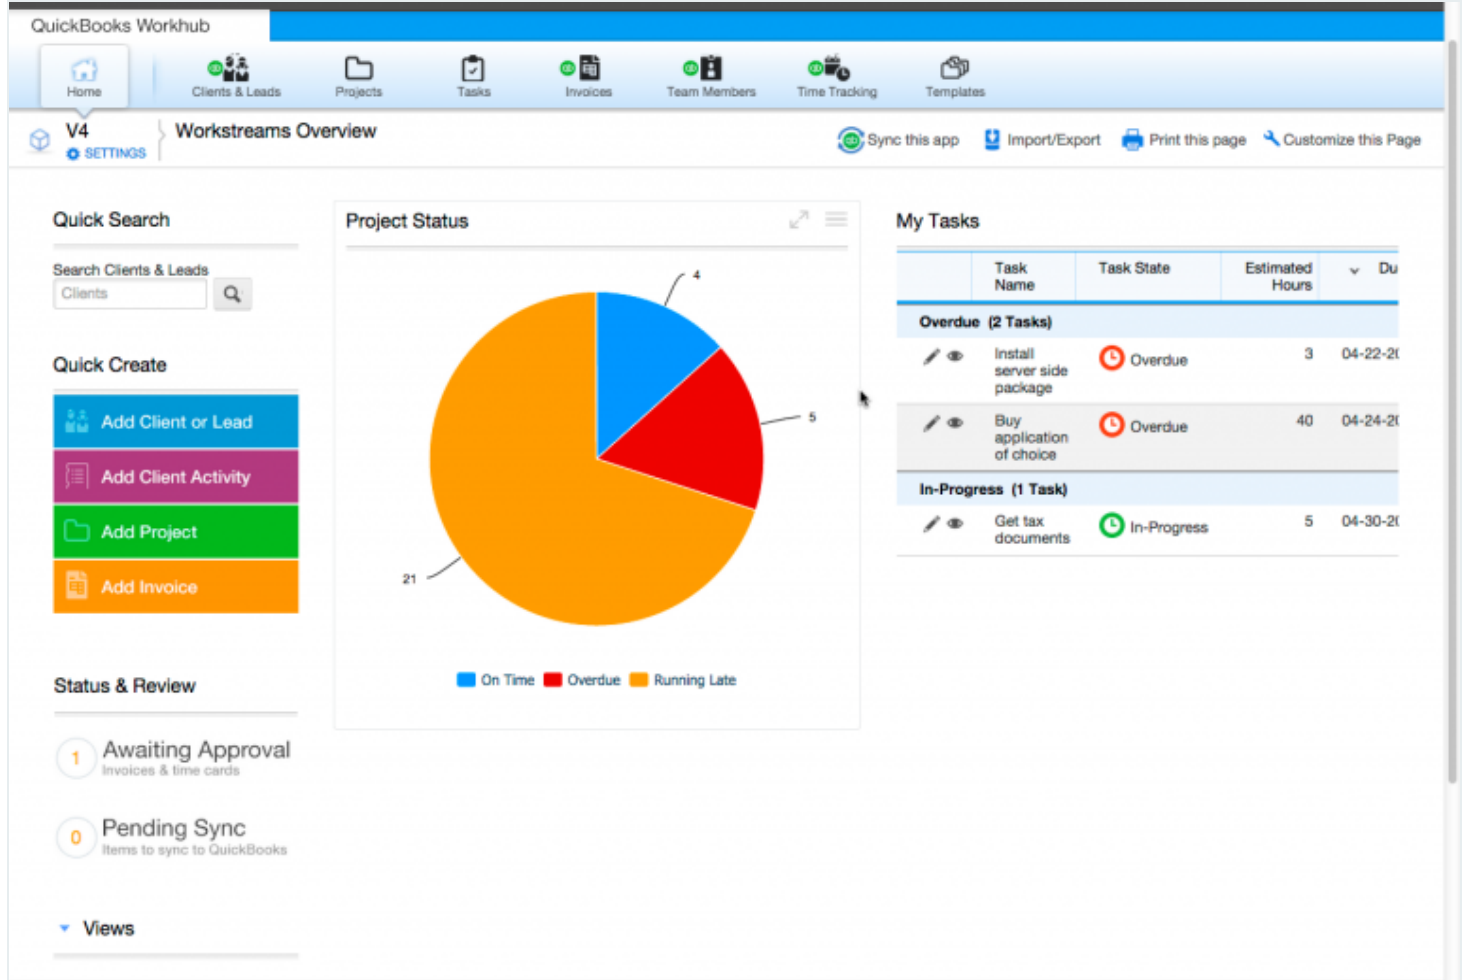 QuickBooks Workhub
Home
Clients & Leads
Projects
Tasks
Invoices
Team Members
Time Tracking
Templates
V4
SETTINGS
Workstreams Overview
Sync this app
Import/Export
Print this page
Customize this Page
Quick Search
Search Clients & Leads
Clients
Quick Create
Add Client or Lead
Add Client Activity
Add Project
Add Invoice
Status & Review
1
Awaiting Approval
Invoices & time cards
0
Pending Sync
Items to sync to QuickBooks
Views
Project Status
4
5
21
On Time Overdue Running Late
My Tasks
Task Name
Task State
Estimated Hours
Du
Overdue (2 Tasks)
Install
server side
package
Overdue
3
04-22-20
Buy
application
of choice
Overdue
40
04-24-20
In-Progress (1 Task)
Get tax
documents
In-Progress
5
04-30-20